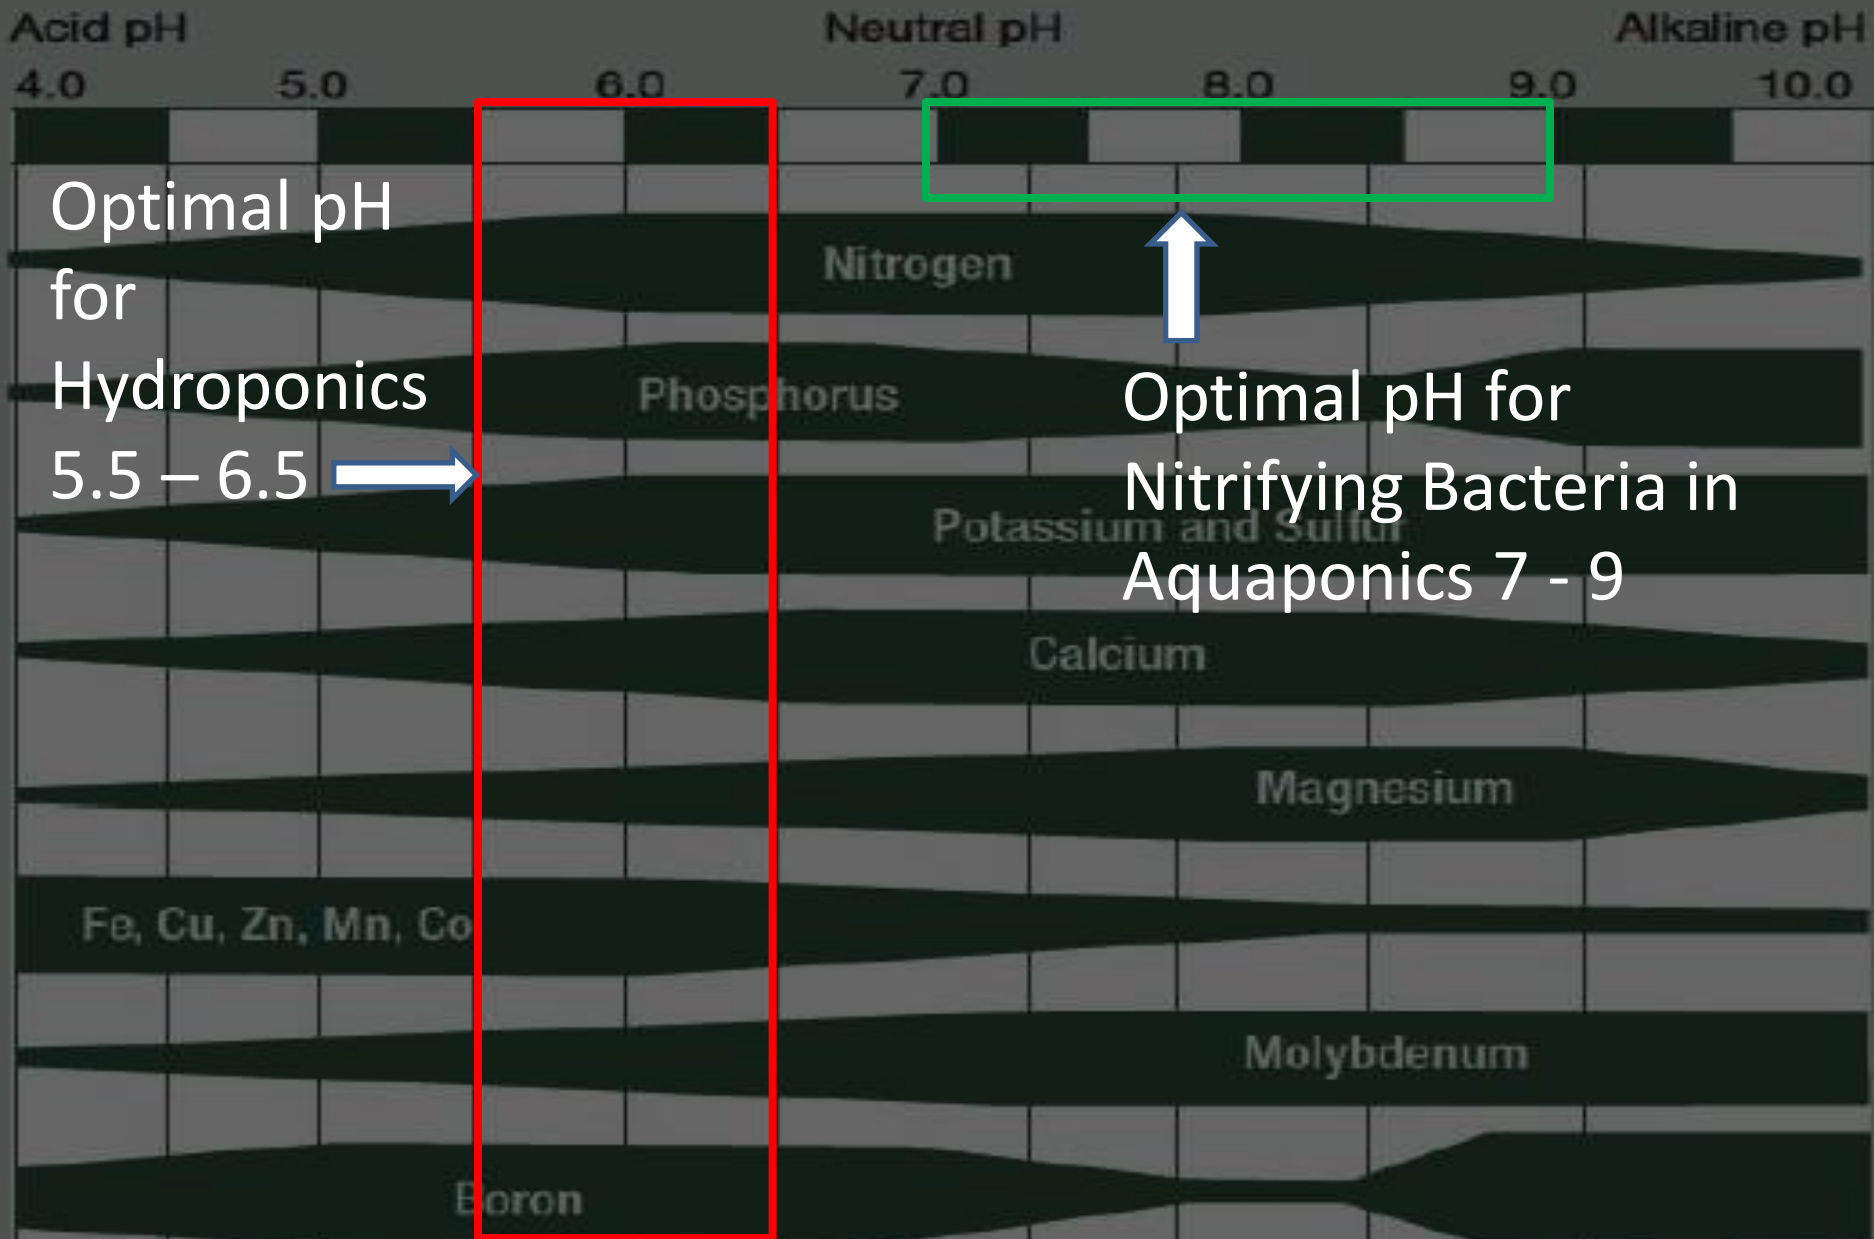 Acid pH Neutral pH Alkaline pH
4.0 5.0 6.0 7.0 8.0 9.0 10.0
Optimal pH
for
Hydroponics
5.5 – 6.5
Nitrogen
Phosphorus
Optimal pH for
Nitrifying Bacteria in
Aquaponics 7 - 9
Potassium and Sulfur
Calcium
Magnesium
Fe, Cu, Zn, Mn, Co
Molybdenum
Boron